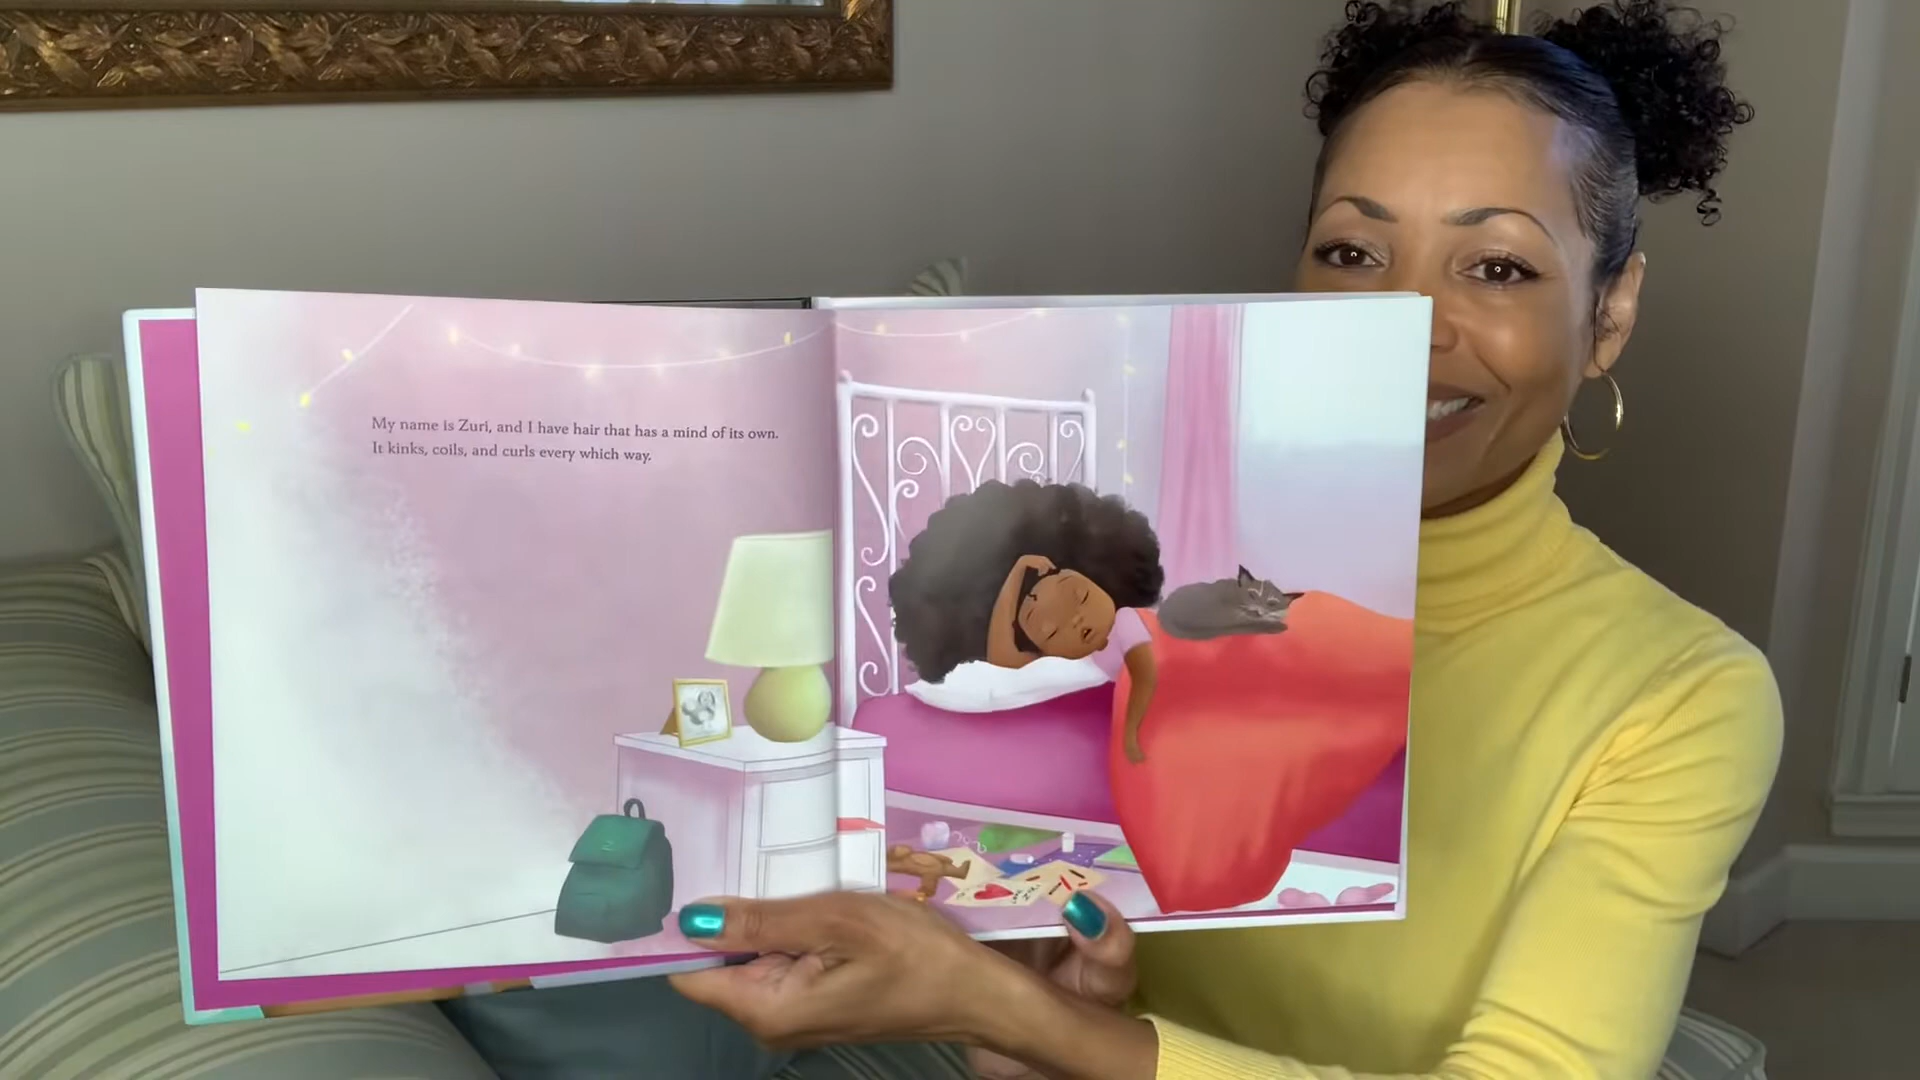 My name is Zuri, and I have hair that has a mind of its own.
It kinks, coils, and curls every which way.